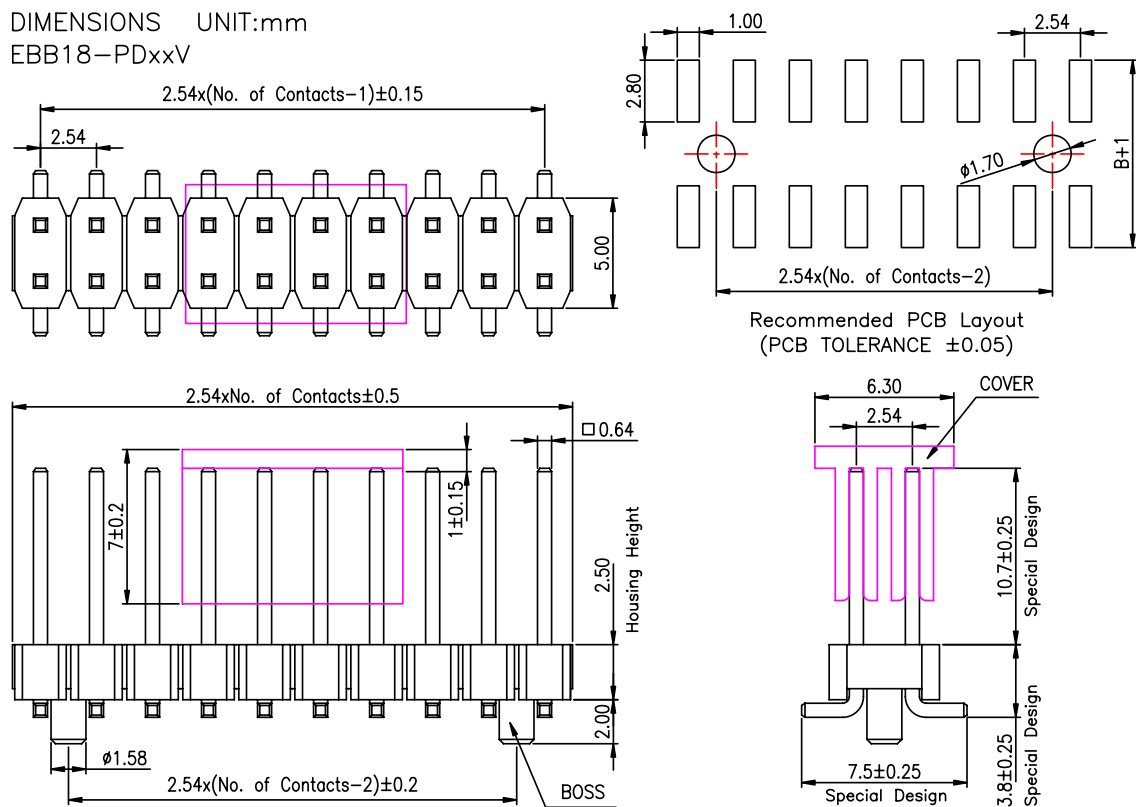 DIMENSIONS UNIT:mm
EBB18-PDxxV
2.54x(No. of Contacts-1)±0.15
2.54
5.00
1.00
2.54
2.80
ø1.70
B+1
2.54x(No. of Contacts-2)
Recommended PCB Layout
(PCB TOLERANCE ±0.05)
2.54xNo. of Contacts±0.5
□0.64
7±0.2
1±0.15
2.50
Housing Height
2.00
ø1.58
2.54x(No. of Contacts-2)±0.2
BOSS
6.30
COVER
2.54
10.7±0.25
Special Design
3.8±0.25
Special Design
7.5±0.25
Special Design